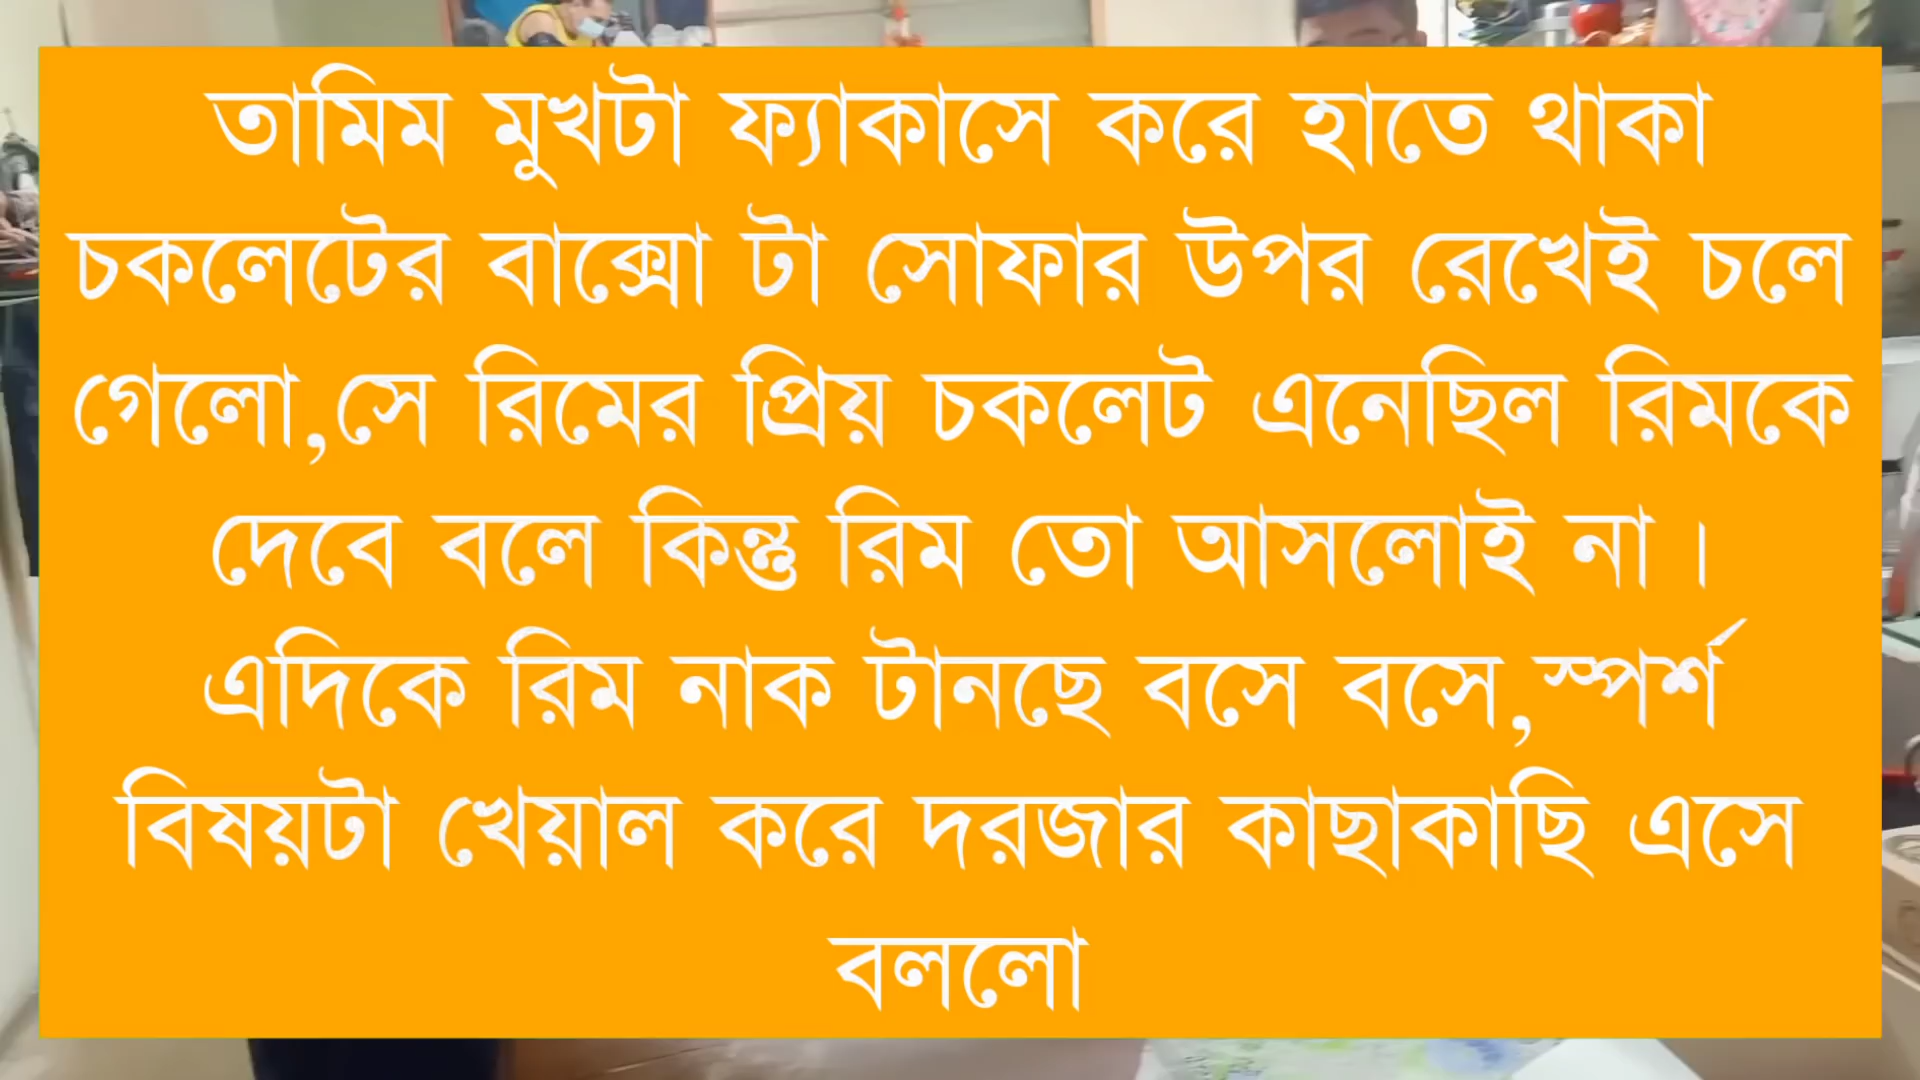 তামিম মুখটা ফ্যাকাসে করে হাতে থাকা
চকলেটের বাক্সো টা সোফার উপর রেখেই চলে
গেলো,সে রিমের প্রিয় চকলেট এনেছিল রিমকে
দেবে বলে কিন্তু রিম তো আসলোই না ।
এদিকে রিম নাক টানছে বসে বসে,স্পর্শ
বিষয়টা খেয়াল করে দরজার কাছাকাছি এসে
বললো